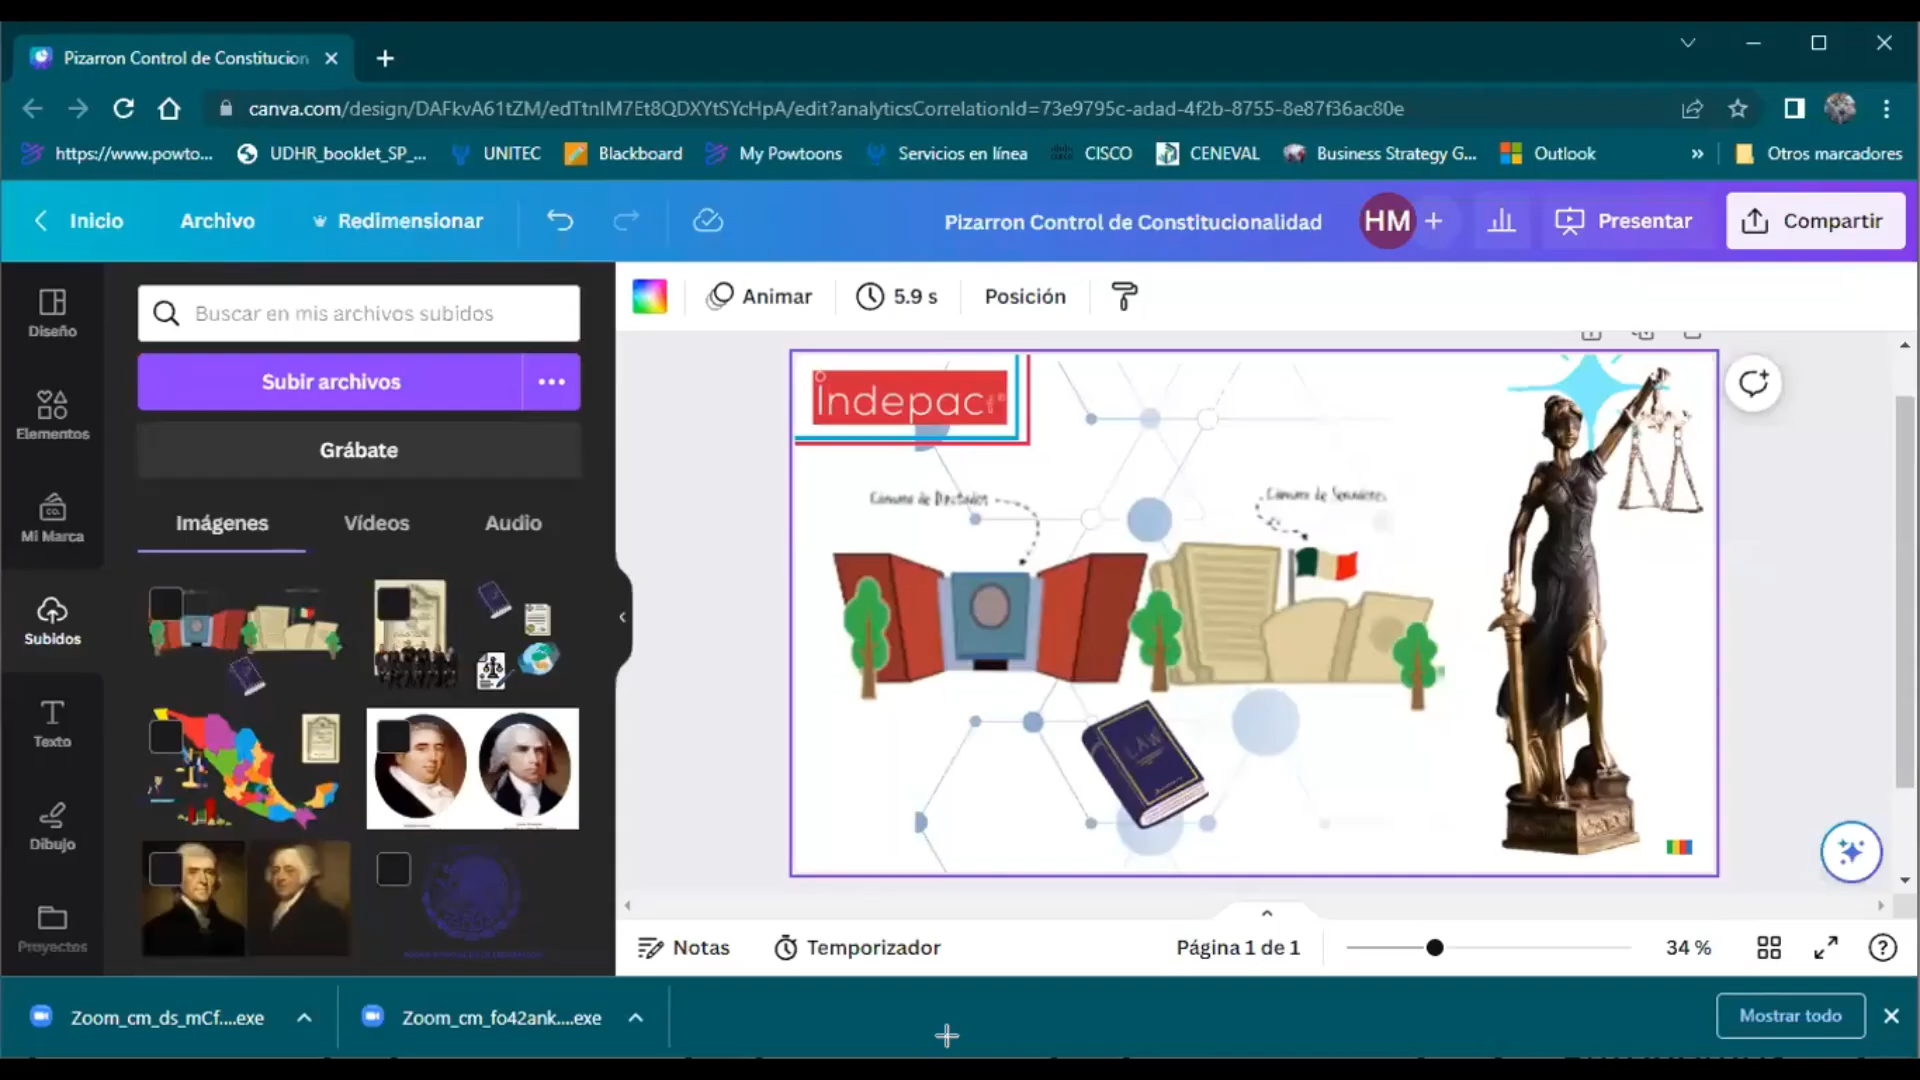 Pizarron Control de Constitucion
canva.com/design/DAFkvA61tZM/edTtnIM7Et8QDXYtSYcHpA/edit?analyticsCorrelationId=73e9795c-adad-4f2b-8755-8e87f36ac80e
https://www.powto...
UDHR_booklet_SP_...
UNITEC
Blackboard
My Powtoons
Servicios en línea
CISCO
CENEVAL
Business Strategy G...
Outlook
»
Otros marcadores
Inicio
Archivo
Redimensionar
Pizarron Control de Constitucionalidad
HM
Presentar
Compartir
Diseño
Elementos
Mi Marca
Subidos
Texto
Dibujo
Proyectos
Buscar en mis archivos subidos
Subir archivos
Grábate
Imágenes
Vídeos
Audio
Animar
5.9 s
Posición
Indepac
Cámara de Diputados
Cámara de Senadores
LAW
Notas
Temporizador
Página 1 de 1
34 %
Zoom_cm_ds_mCf....exe
Zoom_cm_fo42ank....exe
Mostrar todo